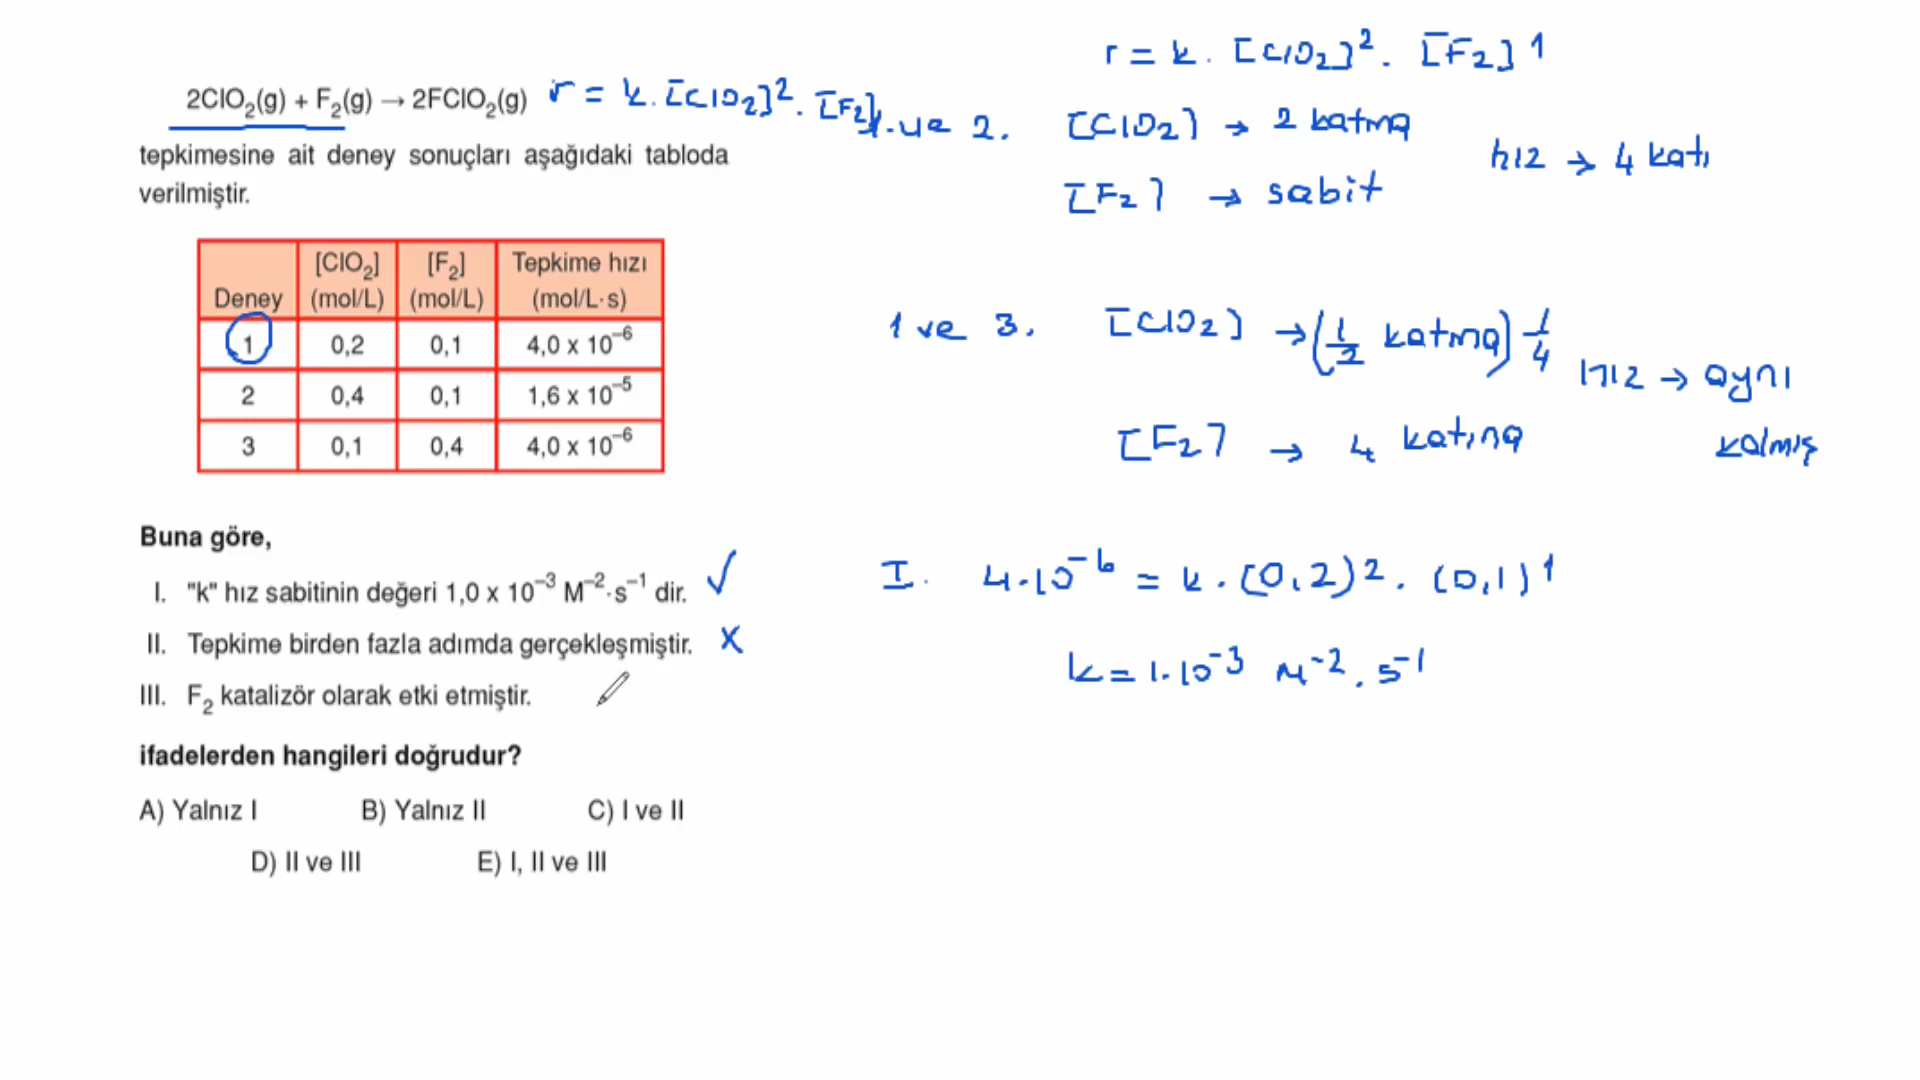 2ClO₂(g) + F₂(g) → 2FClO₂(g) r = k.[ClO₂]². [F₂]
tepkimesine ait deney sonuçları aşağıdaki tabloda
verilmiştir.
Deney [ClO₂] (mol/L) [F₂] (mol/L) Tepkime hızı (mol/L·s)
1 0,2 0,1 4,0 x 10⁻⁶
2 0,4 0,1 1,6 x 10⁻⁵
3 0,1 0,4 4,0 x 10⁻⁶
Buna göre,
I. "k" hız sabitinin değeri 1,0 x 10⁻³ M⁻²·s⁻¹ dir. ✓
II. Tepkime birden fazla adımda gerçekleşmiştir. X
III. F₂ katalizör olarak etki etmiştir.
ifadelerden hangileri doğrudur?
A) Yalnız I B) Yalnız II C) I ve II
D) II ve III E) I, II ve III
r = k. [ClO₂]². [F₂]¹
1.ve 2. [ClO₂] → 2 katına
[F₂] → sabit
hız → 4 katı
1 ve 3. [ClO₂] → (1/2 katına) 1/4
[F₂] → 4 katına
hız → aynı
kalmış
I. 4.10⁻⁶ = k.(0,2)².(0,1)¹
k = 1.10⁻³ M⁻².s⁻¹